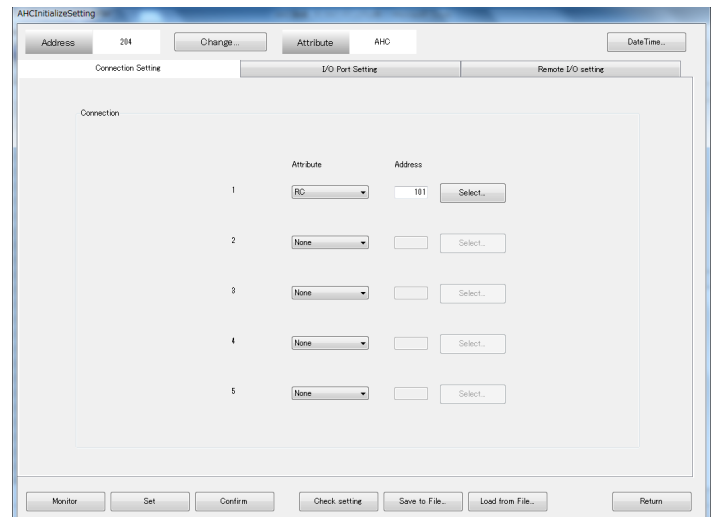 AHCInitializeSetting
Address 204 Change... Attribute AHC DateTime...
Connection Setting I/O Port Setting Remote I/O setting
Connection
Attribute Address
1 RC 101 Select...
2 None Select...
3 None Select...
4 None Select...
5 None Select...
Monitor Set Confirm Check setting Save to File... Load from File... Return